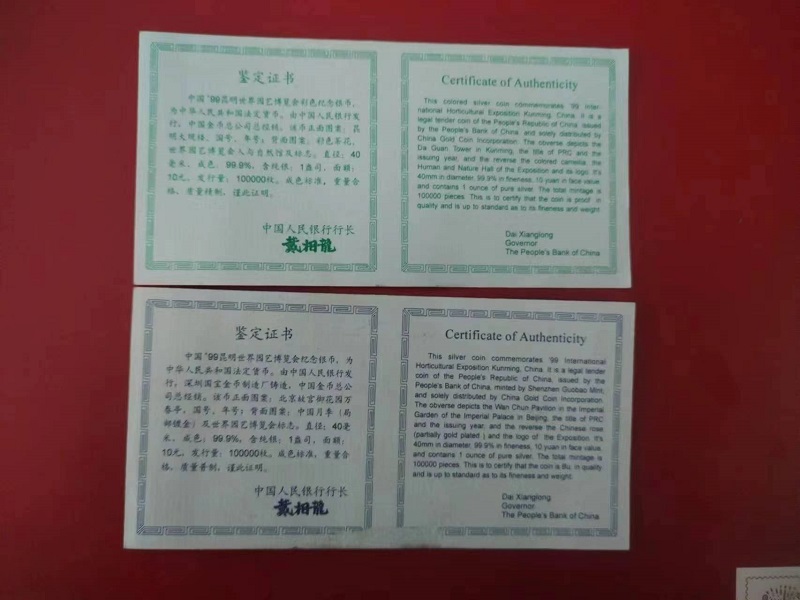 鉴定证书
中国'99昆明世界园艺博览会彩色纪念银币,
为中华人民共和国法定货币。由中国人民银行发
行,中国金币总公司总经销。该币正面图案:昆
明大观楼、国号、年号;背面图案:彩色茶花、
世界园艺博览会人与自然馆及标志。直径:40
毫米,成色:99.9%,含纯银:1盎司,面额:
10元,发行量:100000枚。成色标准,重量合
格,质量精制,谨此证明。
中国人民银行行长
戴相龍
Certificate of Authenticity
This colored silver coin commemorates '99 Inter-
national Horticultural Exposition Kunming, China. It is a
legal tender coin of the People's Republic of China, issued
by the People's Bank of China, and solely distributed by
China Gold Coin Incorporation. The obverse depicts the
Da Guan Tower in Kunming, the title of PRC and the
issuing year, and the reverse the colored camellia, the
Human and Nature Hall of the Exposition and its logo. It's
40mm in diameter, 99.9% in fineness, 10 yuan in face value,
and contains 1 ounce of pure silver. The total mintage is
100000 pieces. This is to certify that the coin is proof in
quality and is up to standard as to its fineness and weight.
Dai Xianglong
Governor
The People's Bank of China
鉴定证书
中国'99昆明世界园艺博览会纪念银币,为
中华人民共和国法定货币。由中国人民银行发
行,深圳国宝金币制造厂铸造,中国金币总公
司总经销。该币正面图案:北京故宫御花园万
春亭、国号、年号;背面图案:中国月季(局
部镀金)及世界园艺博览会标志。直径:40毫
米,成色:99.9%,含纯银:1盎司,面额:
10元,发行量:100000枚。成色标准,重量合
格,质量普制,谨此证明。
中国人民银行行长
戴相龍
Certificate of Authenticity
This silver coin commemorates '99 International
Horticultural Exposition Kunming, China. It is a legal tender
coin of the People's Republic of China, issued by the
People's Bank of China, minted by Shenzhen Guobao Mint,
and solely distributed by China Gold Coin Incorporation.
The obverse depicts the Wan Chun Pavilion in the Imperial
Garden of the Imperial Palace in Beijing, the title of PRC
and the issuing year, and the reverse the Chinese rose
(partially gold plated) and the logo of the Exposition. It's
40mm in diameter, 99.9% in fineness, 10 yuan in face value,
and contains 1 ounce of pure silver. The total mintage is
100000 pieces. This is to certify that the coin is Bu. in quality
and is up to standard as to its fineness and weight.
Dai Xianglong
Governor
The People's Bank of China